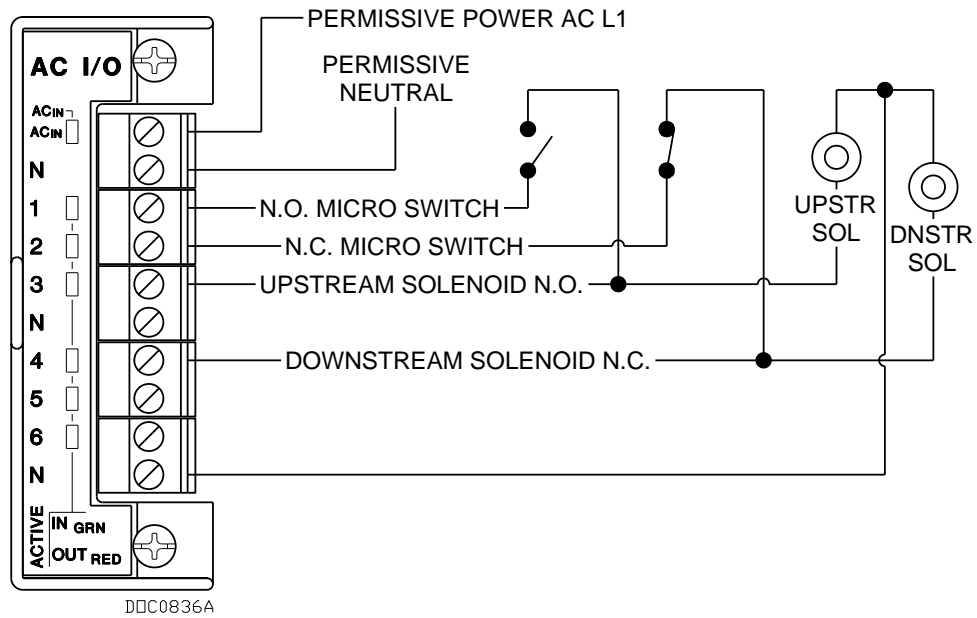 AC I/O
ACIN
ACIN
N
1
2
3
N
4
5
6
N
ACTIVE
IN GRN
OUT RED
PERMISSIVE POWER AC L1
PERMISSIVE
NEUTRAL
N.O. MICRO SWITCH
N.C. MICRO SWITCH
UPSTREAM SOLENOID N.O.
DOWNSTREAM SOLENOID N.C.
UPSTR
SOL
DNSTR
SOL
DOC0836A